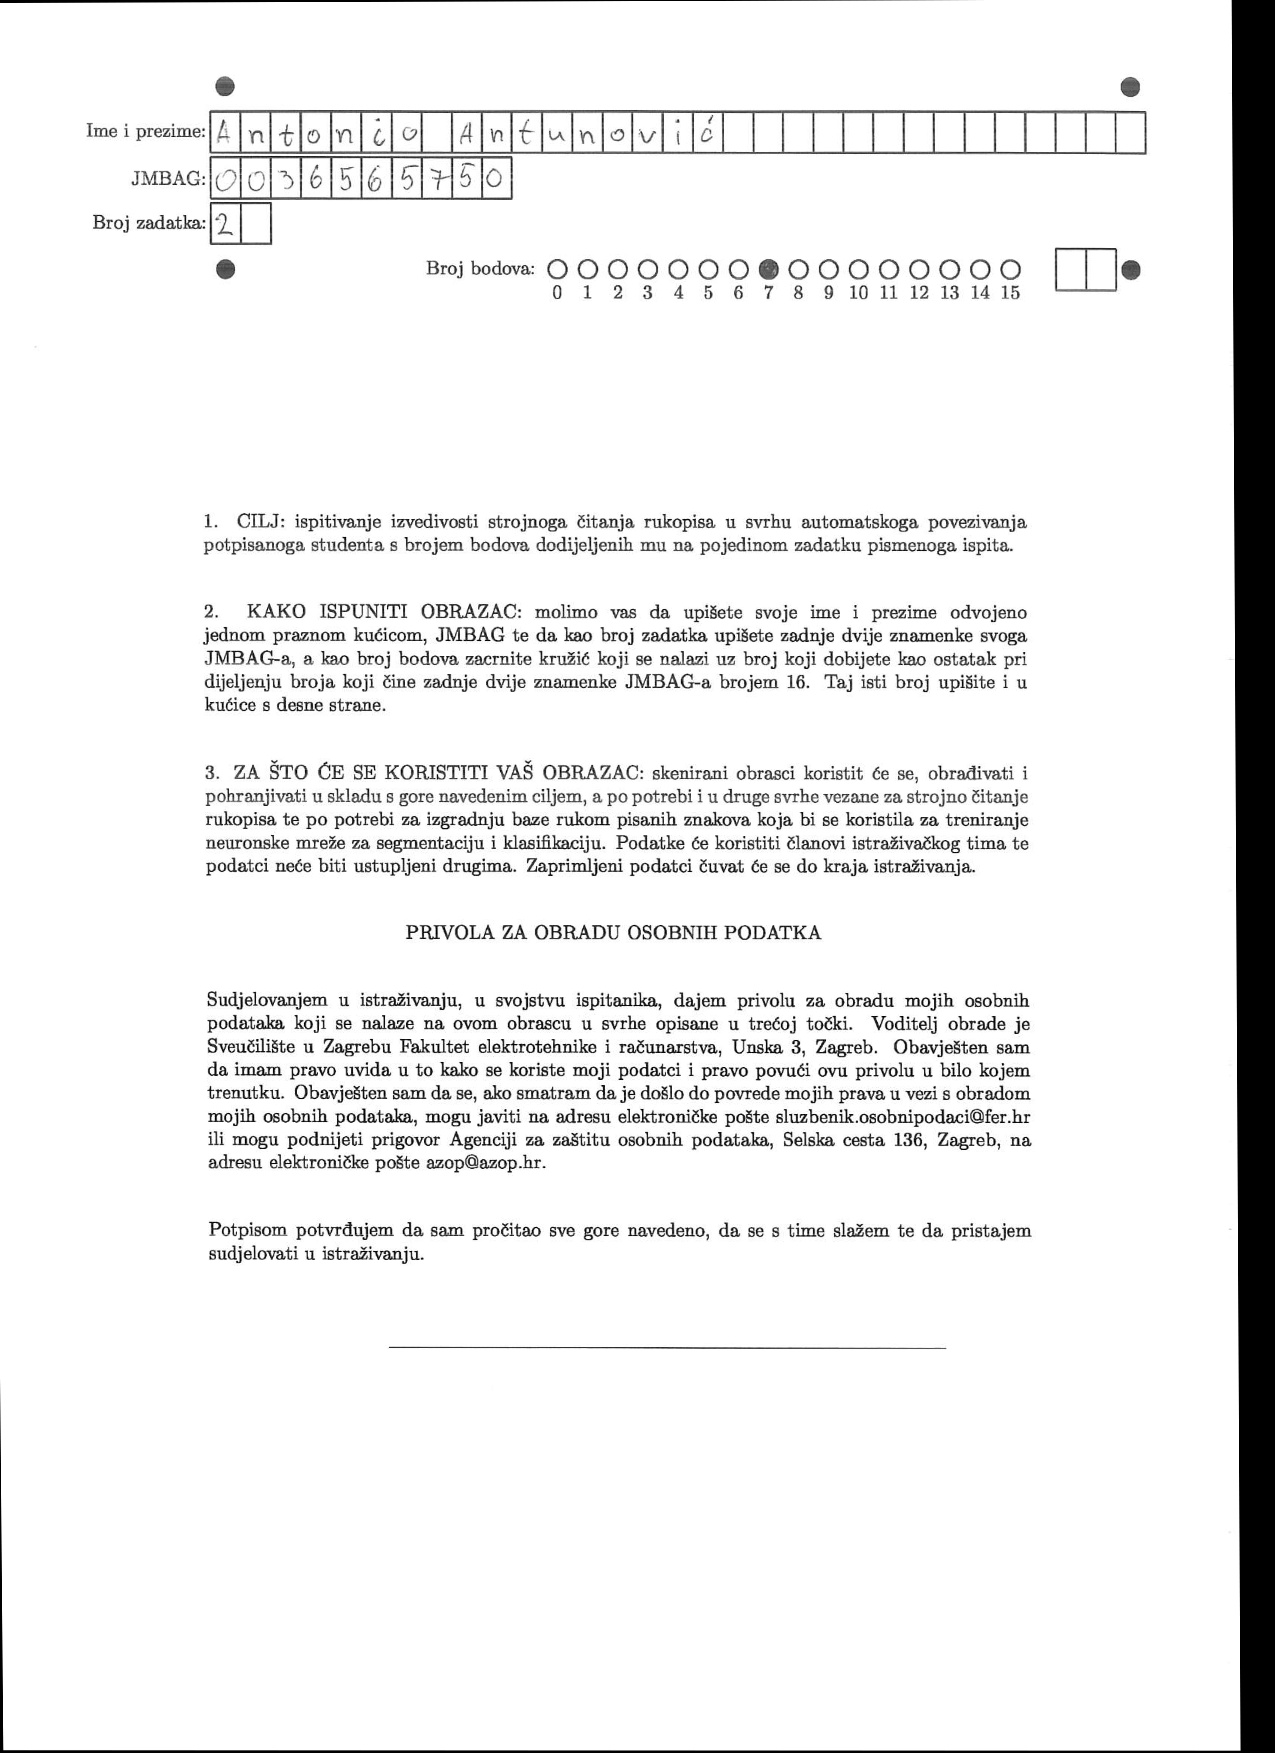 Ime i prezime: Antonio Antunović
JMBAG: 0036565750
Broj zadatka: 2
Broj bodova:
0 1 2 3 4 5 6 7 8 9 10 11 12 13 14 15
1. CILJ: ispitivanje izvedivosti strojnoga čitanja rukopisa u svrhu automatskoga povezivanja
potpisanoga studenta s brojem bodova dodijeljenih mu na pojedinom zadatku pismenoga ispita.
2. KAKO ISPUNITI OBRAZAC: molimo vas da upišete svoje ime i prezime odvojeno
jednom praznom kućicom, JMBAG te da kao broj zadatka upišete zadnje dvije znamenke svoga
JMBAG-a, a kao broj bodova zacrnite kružić koji se nalazi uz broj koji dobijete kao ostatak pri
dijeljenju broja koji čine zadnje dvije znamenke JMBAG-a brojem 16. Taj isti broj upišite i u
kućice s desne strane.
3. ZA ŠTO ĆE SE KORISTITI VAŠ OBRAZAC: skenirani obrasci koristit će se, obrađivati i
pohranjivati u skladu s gore navedenim ciljem, a po potrebi i u druge svrhe vezane za strojno čitanje
rukopisa te po potrebi za izgradnju baze rukom pisanih znakova koja bi se koristila za treniranje
neuronske mreže za segmentaciju i klasifikaciju. Podatke će koristiti članovi istraživačkog tima te
podatci neće biti ustupljeni drugima. Zaprimljeni podatci čuvat će se do kraja istraživanja.
PRIVOLA ZA OBRADU OSOBNIH PODATKA
Sudjelovanjem u istraživanju, u svojstvu ispitanika, dajem privolu za obradu mojih osobnih
podataka koji se nalaze na ovom obrascu u svrhe opisane u trećoj točki. Voditelj obrade je
Sveučilište u Zagrebu Fakultet elektrotehnike i računarstva, Unska 3, Zagreb. Obavješten sam
da imam pravo uvida u to kako se koriste moji podatci i pravo povući ovu privolu u bilo kojem
trenutku. Obavješten sam da se, ako smatram da je došlo do povrede mojih prava u vezi s obradom
mojih osobnih podataka, mogu javiti na adresu elektroničke pošte sluzbenik.osobnipodaci@fer.hr
ili mogu podnijeti prigovor Agenciji za zaštitu osobnih podataka, Selska cesta 136, Zagreb, na
adresu elektroničke pošte azop@azop.hr.
Potpisom potvrđujem da sam pročitao sve gore navedeno, da se s time slažem te da pristajem
sudjelovati u istraživanju.